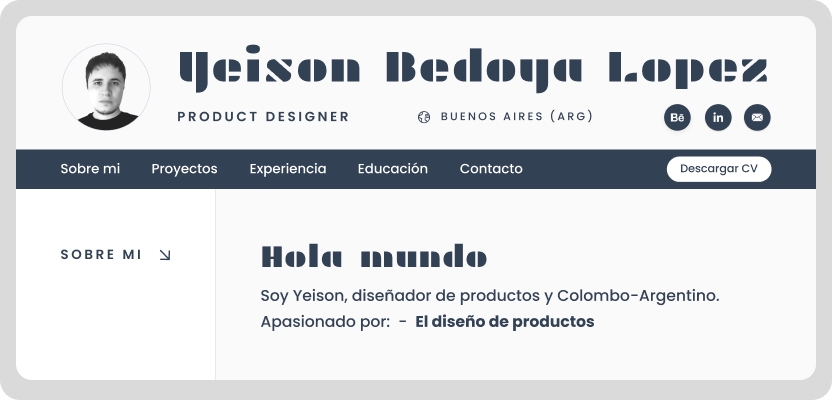 Yeison Bedoya Lopez
PRODUCT DESIGNER
BUENOS AIRES (ARG)
Bē
in
Sobre mi Proyectos Experiencia Educación Contacto Descargar CV
SOBRE MI
Hola mundo
Soy Yeison, diseñador de productos y Colombo-Argentino.
Apasionado por: - El diseño de productos